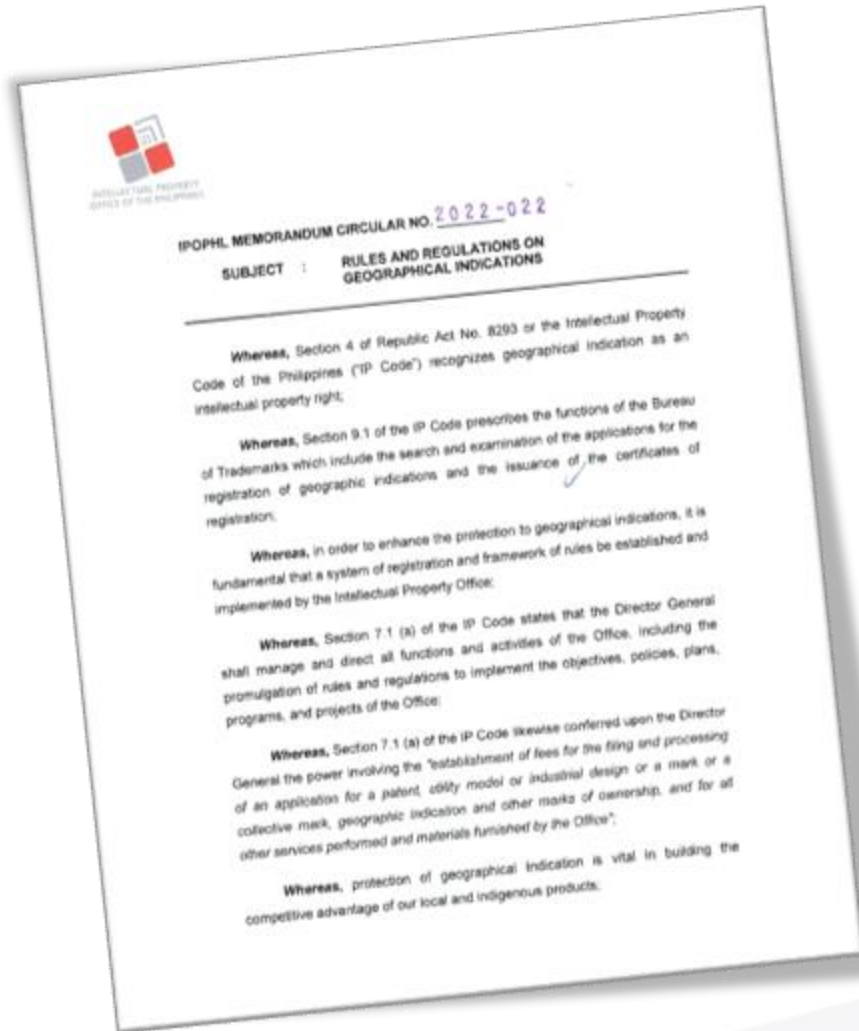 INTELLECTUAL PROPERTY
OFFICE OF THE PHILIPPINES
IPOPHL MEMORANDUM CIRCULAR NO. 2022-022
SUBJECT : RULES AND REGULATIONS ON
GEOGRAPHICAL INDICATIONS
Whereas, Section 4 of Republic Act No. 8293 or the Intellectual Property
Code of the Philippines ("IP Code") recognizes geographical indication as an
intellectual property right;
Whereas, Section 9.1 of the IP Code prescribes the functions of the Bureau
of Trademarks which include the search and examination of the applications for the
registration of geographic indications and the issuance of the certificates of
registration;
Whereas, in order to enhance the protection to geographical indications, it is
fundamental that a system of registration and framework of rules be established and
implemented by the Intellectual Property Office;
Whereas, Section 7.1 (a) of the IP Code states that the Director General
shall manage and direct all functions and activities of the Office, including the
promulgation of rules and regulations to implement the objectives, policies, plans,
programs, and projects of the Office;
Whereas, Section 7.1 (a) of the IP Code likewise conferred upon the Director
General the power involving the "establishment of fees for the filing and processing
of an application for a patent, utility model or industrial design or a mark or a
collective mark, geographic indication and other marks of ownership, and for all
other services performed and materials furnished by the Office";
Whereas, protection of geographical indication is vital in building the
competitive advantage of our local and indigenous products;